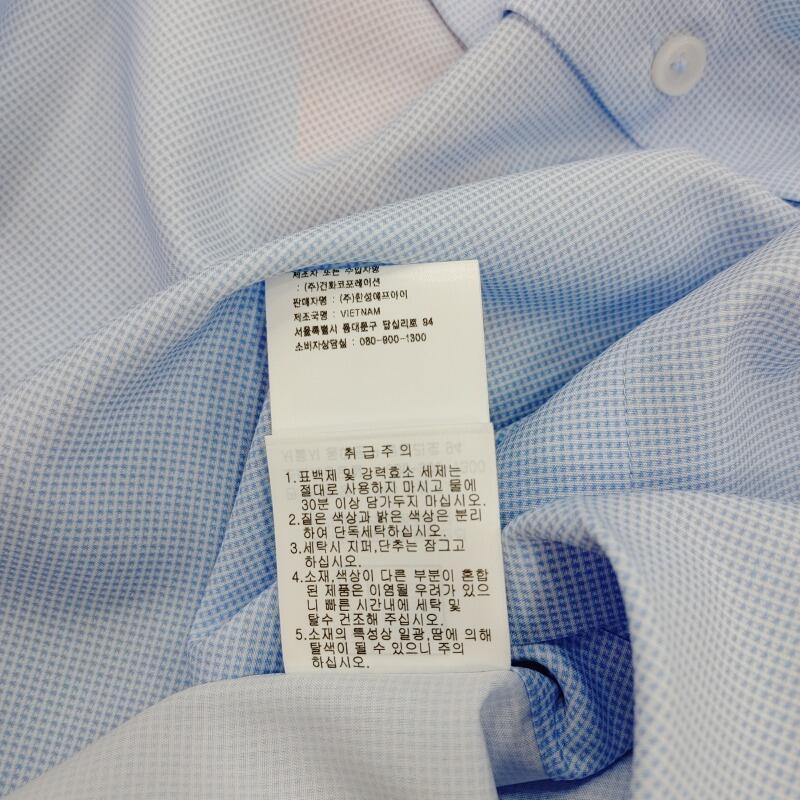 제조자 또는 수입자명
: (주)건화코포레이션
판매자명 : (주)한성에프아이
제조국명 : VIETNAM
서울특별시 동대문구 답십리로 94
소비자상담실 : 080-900-1300
취급주의
1.표백제 및 강력효소 세제는
절대로 사용하지 마시고 물에
30분 이상 담가두지 마십시오.
2.짙은 색상과 밝은 색상은 분리
하여 단독세탁하십시오.
3.세탁시 지퍼,단추는 잠그고
하십시오.
4.소재,색상이 다른 부분이 혼합
된 제품은 이염될 우려가 있으
니 빠른 시간내에 세탁 및
탈수 건조해 주십시오.
5.소재의 특성상 일광,땀에 의해
탈색이 될 수 있으니 주의
하십시오.